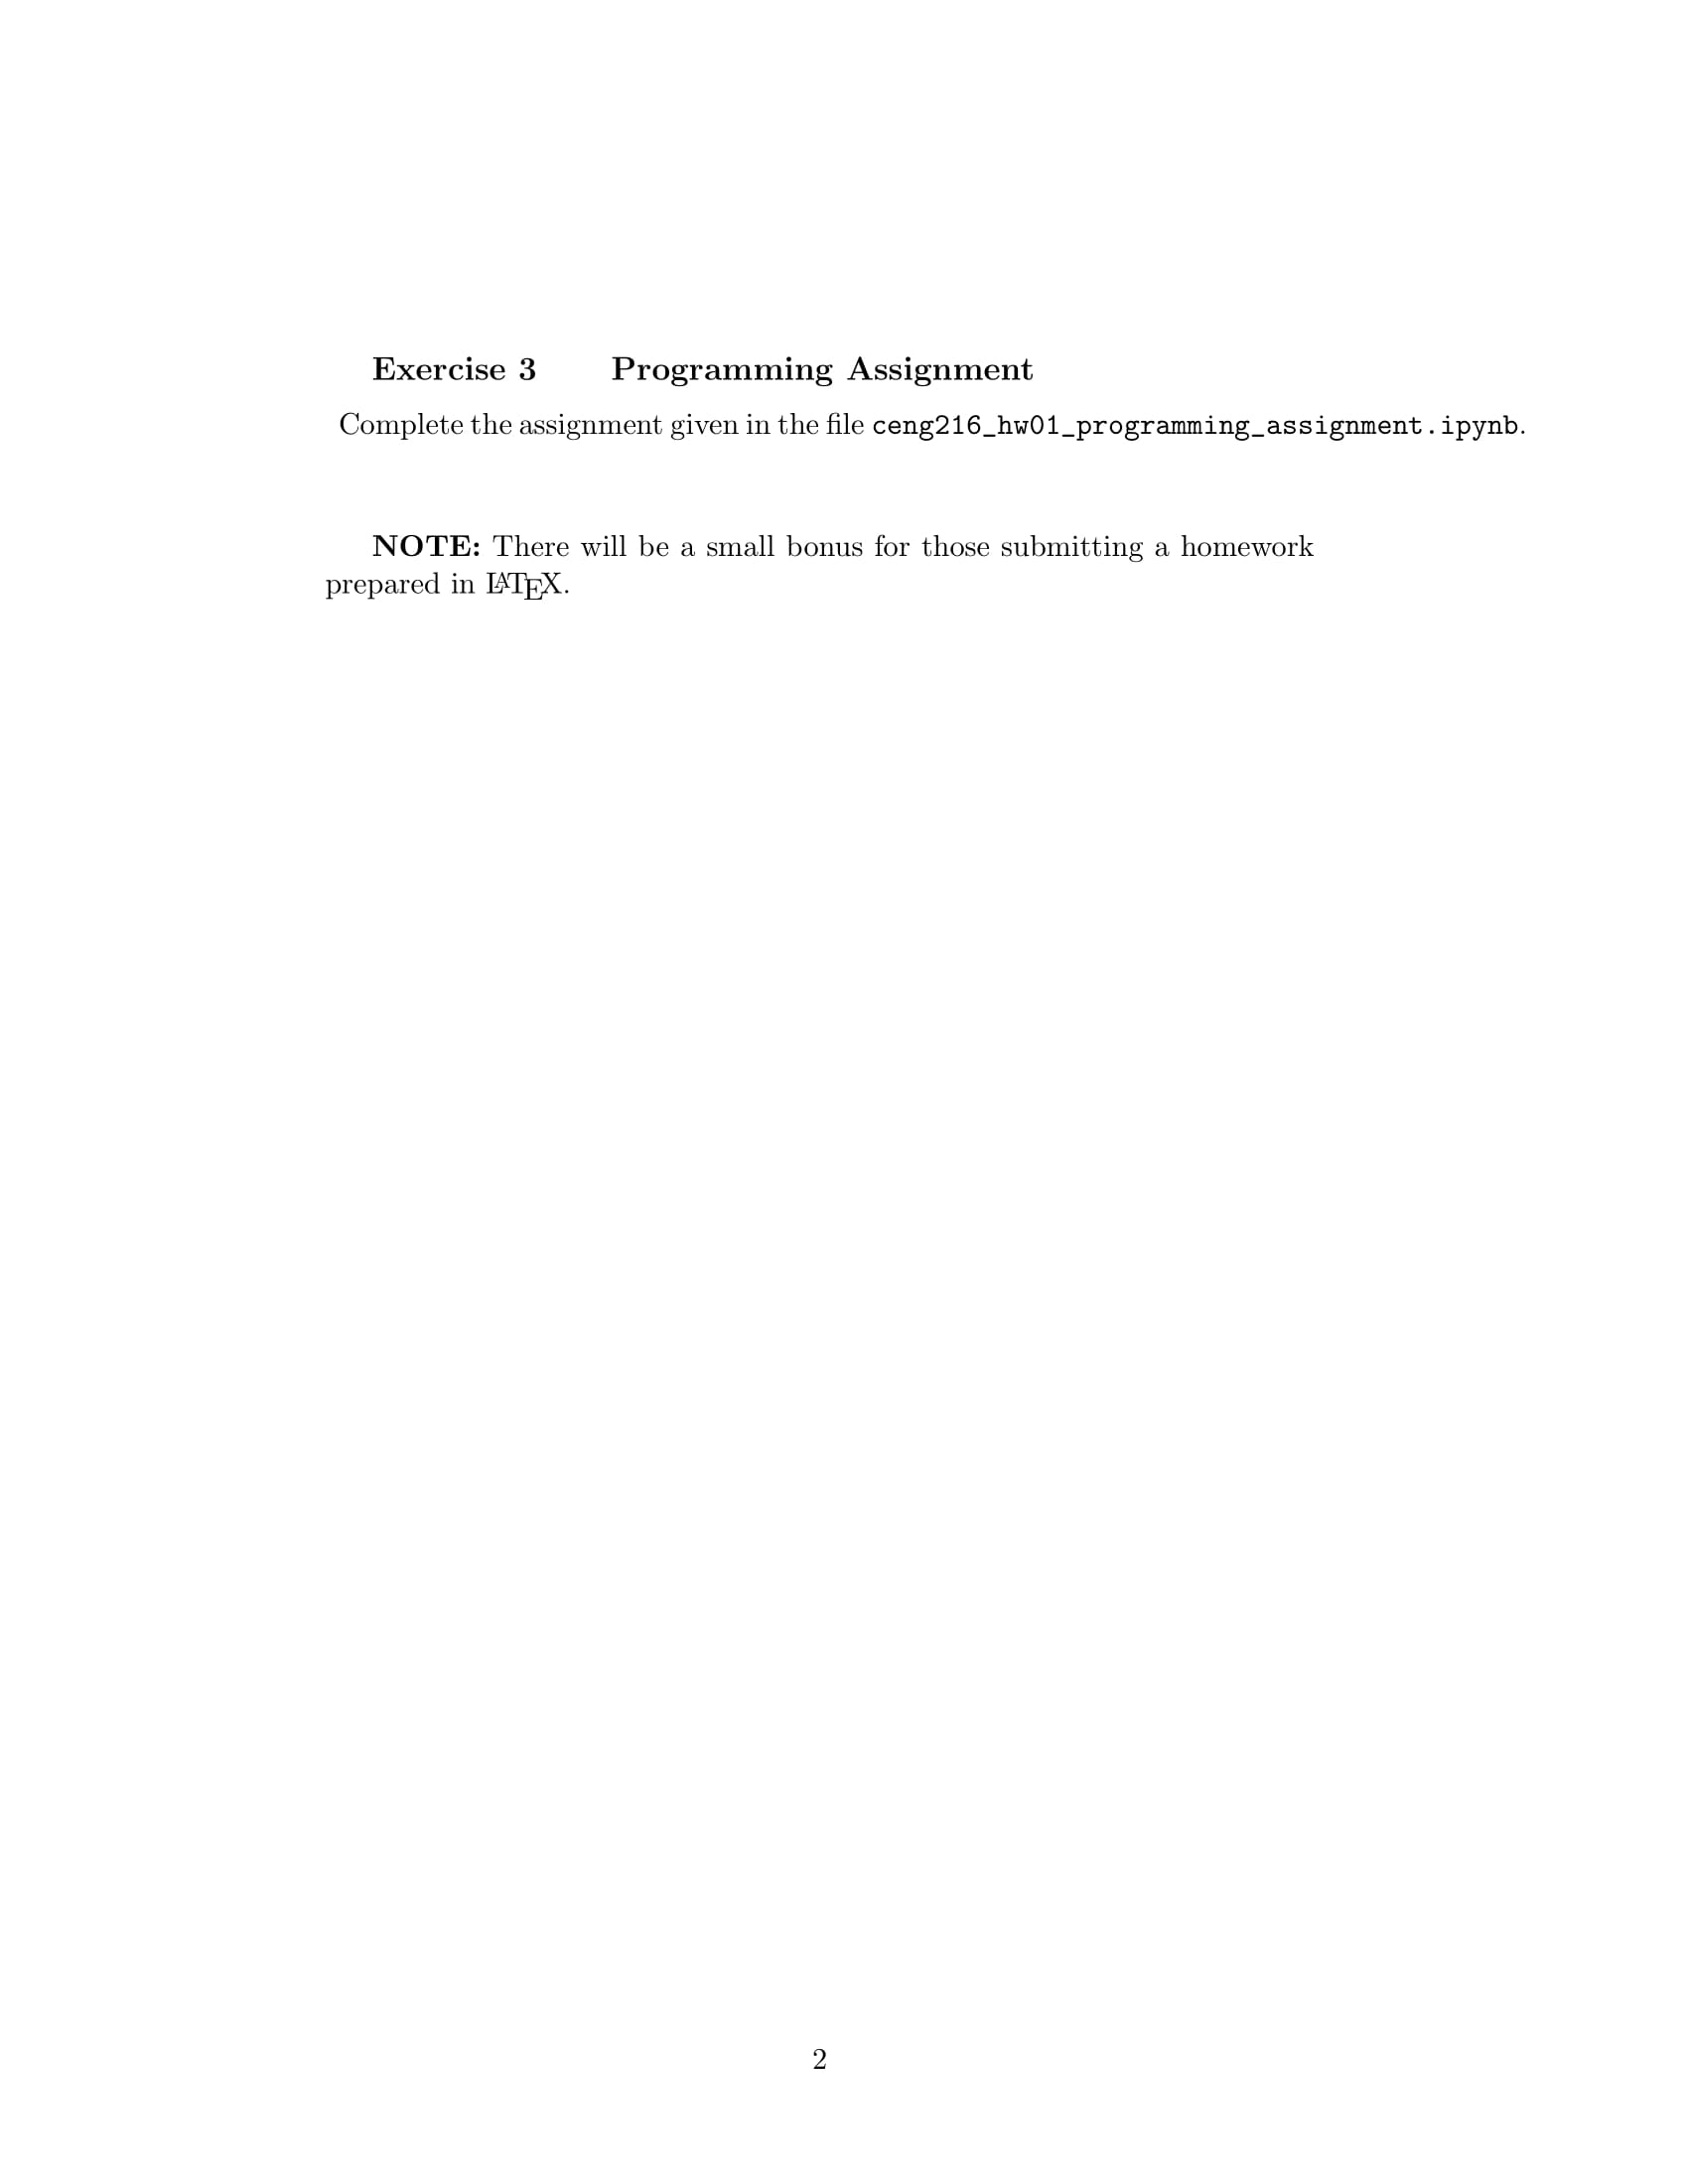 Exercise 3 Programming Assignment
Complete the assignment given in the file ceng216_hw01_programming_assignment.ipynb.
NOTE: There will be a small bonus for those submitting a homework
prepared in LATEX.
2